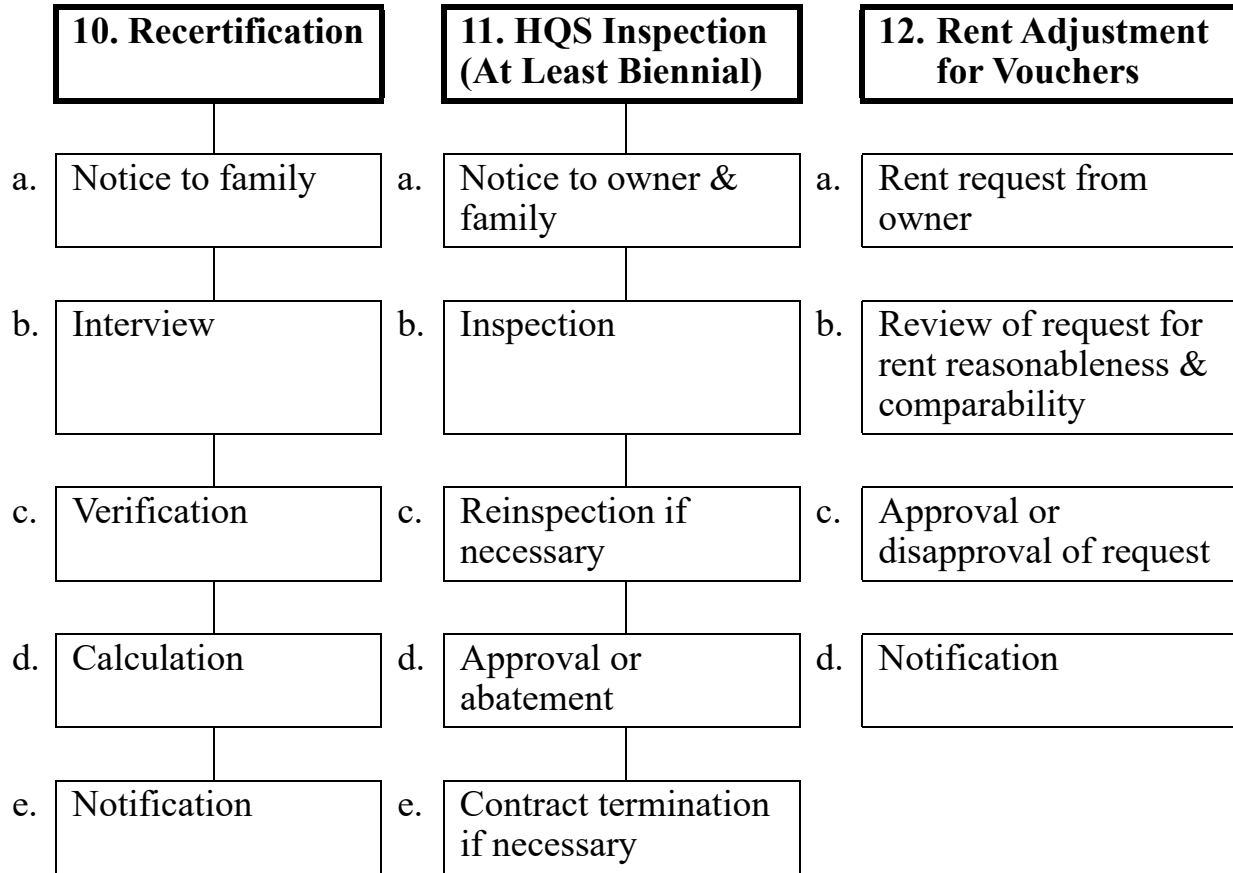 10. Recertification
a. Notice to family
b. Interview
c. Verification
d. Calculation
e. Notification
11. HQS Inspection
(At Least Biennial)
a. Notice to owner &
family
b. Inspection
c. Reinspection if
necessary
d. Approval or
abatement
e. Contract termination
if necessary
12. Rent Adjustment
for Vouchers
a. Rent request from
owner
b. Review of request for
rent reasonableness &
comparability
c. Approval or
disapproval of request
d. Notification